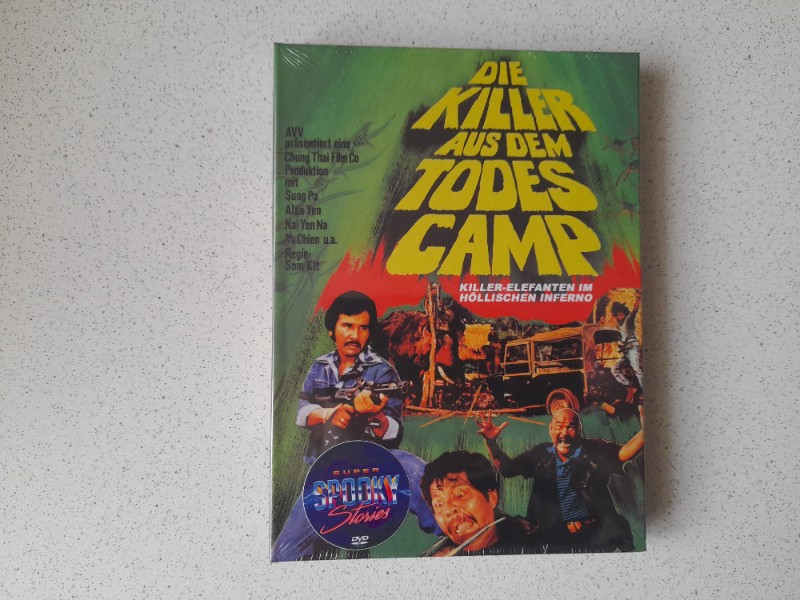 DIE
KILLER
AUS DEM
TODES
CAMP
KILLER-ELEFANTEN IM
HÖLLISCHEN INFERNO
AVV
präsentiert eine
Chung Thai Film Co
Produktion
mit
Sung Pa
Alan Yen
Nai Yen Na
Yu Chien u.a.
Regie:
Som Kit
SUPER
SPOOKY
Stories
DVD